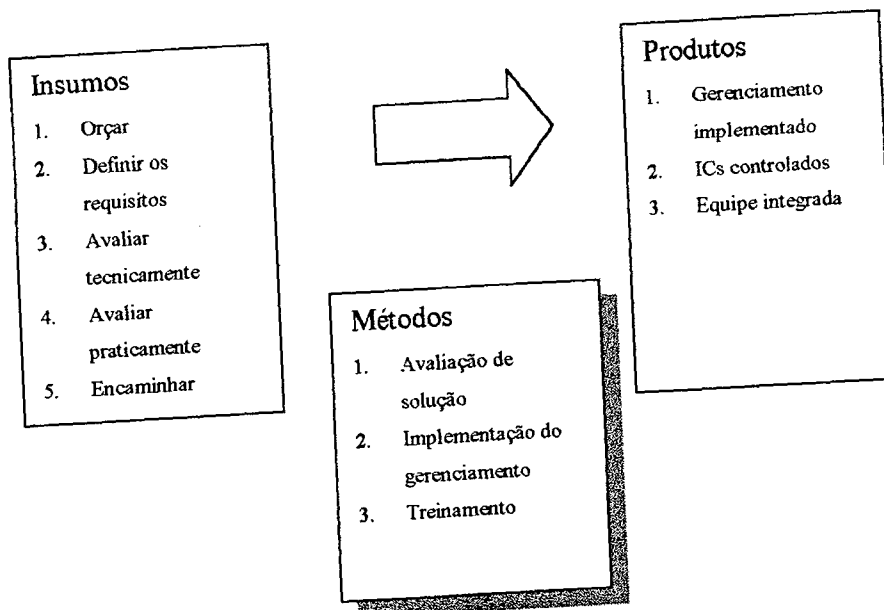 Insumos
1. Orçar
2. Definir os
requisitos
3. Avaliar
tecnicamente
4. Avaliar
praticamente
5. Encaminhar
Métodos
1. Avaliação de
solução
2. Implementação do
gerenciamento
3. Treinamento
Produtos
1. Gerenciamento
implementado
2. ICs controlados
3. Equipe integrada